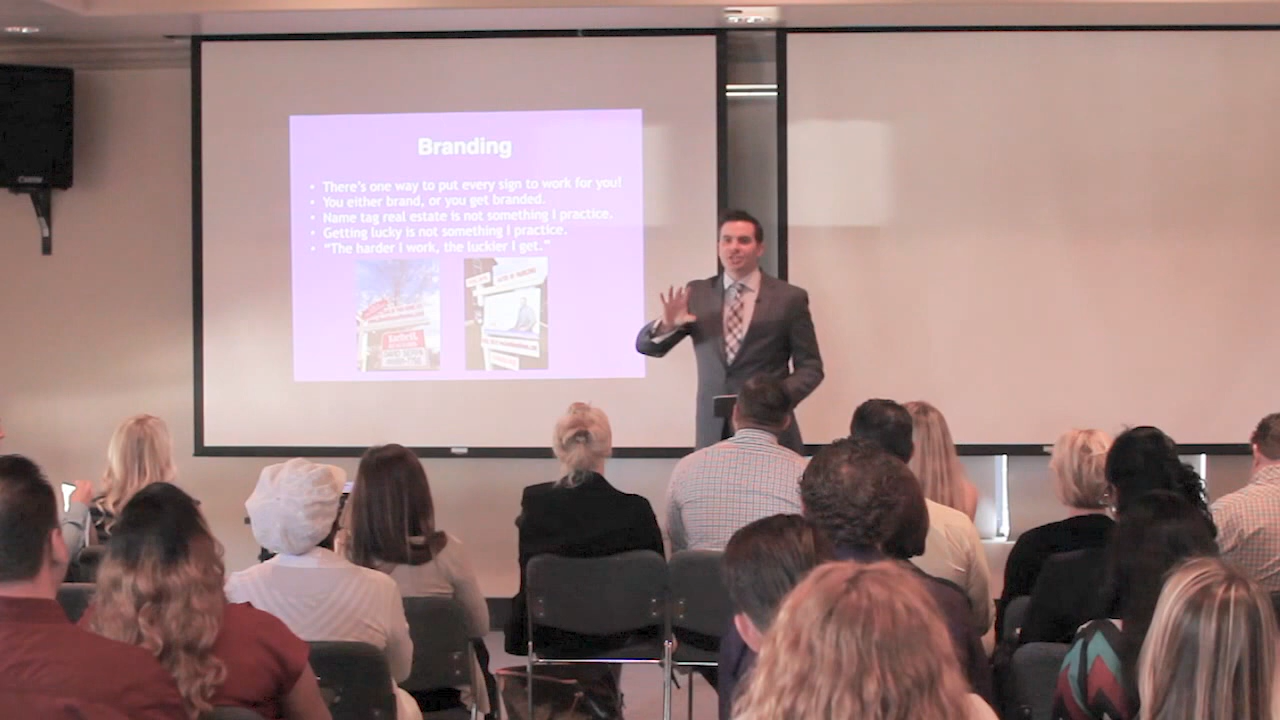 Branding
• There's one way to put every sign to work for you!
• You either brand, or you get branded.
• Name tag real estate is not something I practice.
• Getting lucky is not something I practice.
• "The harder I work, the luckier I get."